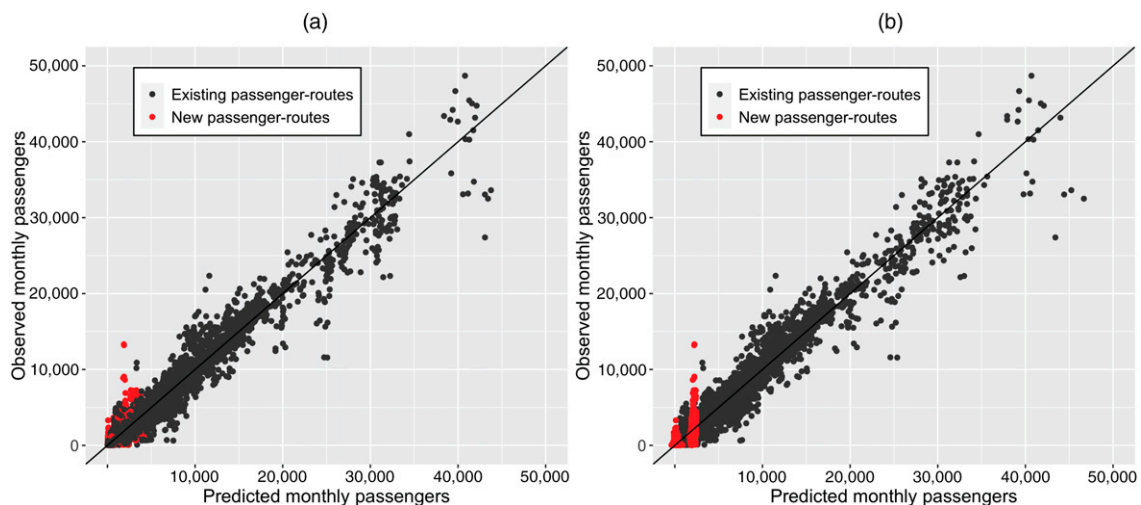 (a)
Observed monthly passengers
50,000
40,000
30,000
20,000
10,000
0
Existing passenger-routes
New passenger-routes
10,000 20,000 30,000 40,000 50,000
Predicted monthly passengers
(b)
Observed monthly passengers
50,000
40,000
30,000
20,000
10,000
0
Existing passenger-routes
New passenger-routes
10,000 20,000 30,000 40,000 50,000
Predicted monthly passengers